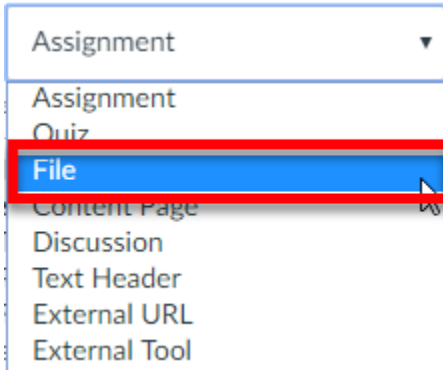 Assignment
Assignment
Quiz
File
Content Page
Discussion
Text Header
External URL
External Tool